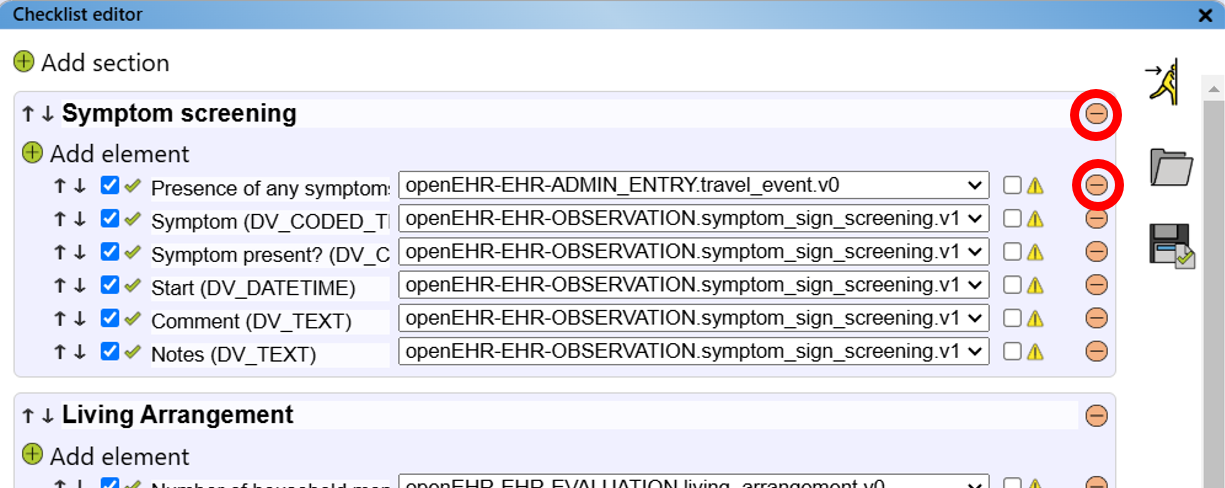 Checklist editor
Add section
Symptom screening
Add element
Presence of any symptoms openEHR-EHR-ADMIN_ENTRY.travel_event.v0
Symptom (DV_CODED_TE openEHR-EHR-OBSERVATION.symptom_sign_screening.v1
Symptom present? (DV_C openEHR-EHR-OBSERVATION.symptom_sign_screening.v1
Start (DV_DATETIME) openEHR-EHR-OBSERVATION.symptom_sign_screening.v1
Comment (DV_TEXT) openEHR-EHR-OBSERVATION.symptom_sign_screening.v1
Notes (DV_TEXT) openEHR-EHR-OBSERVATION.symptom_sign_screening.v1
Living Arrangement
Add element
Number of household mem openEHR-EHR-EVALUATION.living_arrangement.v0